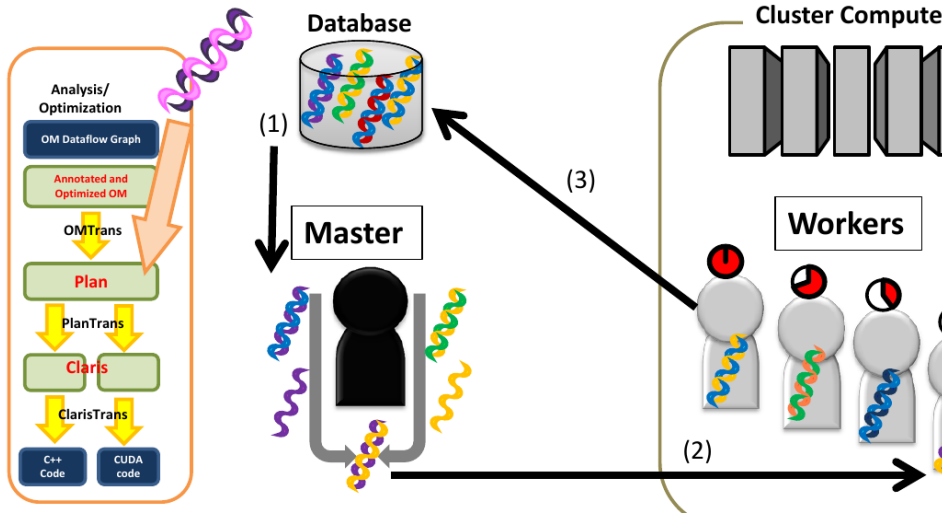 Analysis/
Optimization
OM Dataflow Graph
Annotated and
Optimized OM
OMTrans
Plan
PlanTrans
Claris
ClarisTrans
C++
Code
CUDA
code
Database
(1)
Master
(3)
(2)
Cluster Compute
Workers